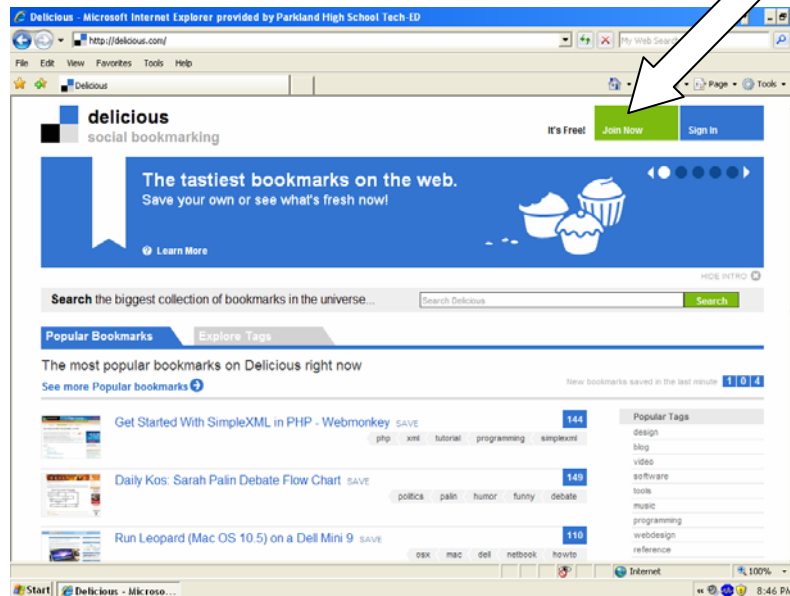 Delicious - Microsoft Internet Explorer provided by Parkland High School Tech-ED
http://delicious.com/
My Web Search
File Edit View Favorites Tools Help
Delicious
Page Tools
delicious
social bookmarking
It's Free! Join Now Sign In
The tastiest bookmarks on the web.
Save your own or see what's fresh now!
Learn More
HIDE INTRO
Search the biggest collection of bookmarks in the universe... Search Delicious Search
Popular Bookmarks Explore Tags
The most popular bookmarks on Delicious right now
See more Popular bookmarks New bookmarks saved in the last minute 1 0 4
Get Started With SimpleXML in PHP - Webmonkey SAVE 144
php xml tutorial programming simplexml
Daily Kos: Sarah Palin Debate Flow Chart SAVE 149
politics palin humor funny debate
Run Leopard (Mac OS 10.5) on a Dell Mini 9 SAVE 110
osx mac dell netbook howto
Popular Tags
design
blog
video
software
tools
music
programming
webdesign
reference
Internet 100%
Start Delicious - Microso... 8:46 PM